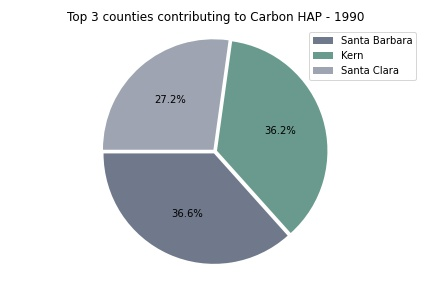 Top 3 counties contributing to Carbon HAP - 1990
Santa Barbara
Kern
Santa Clara
27.2%
36.2%
36.6%